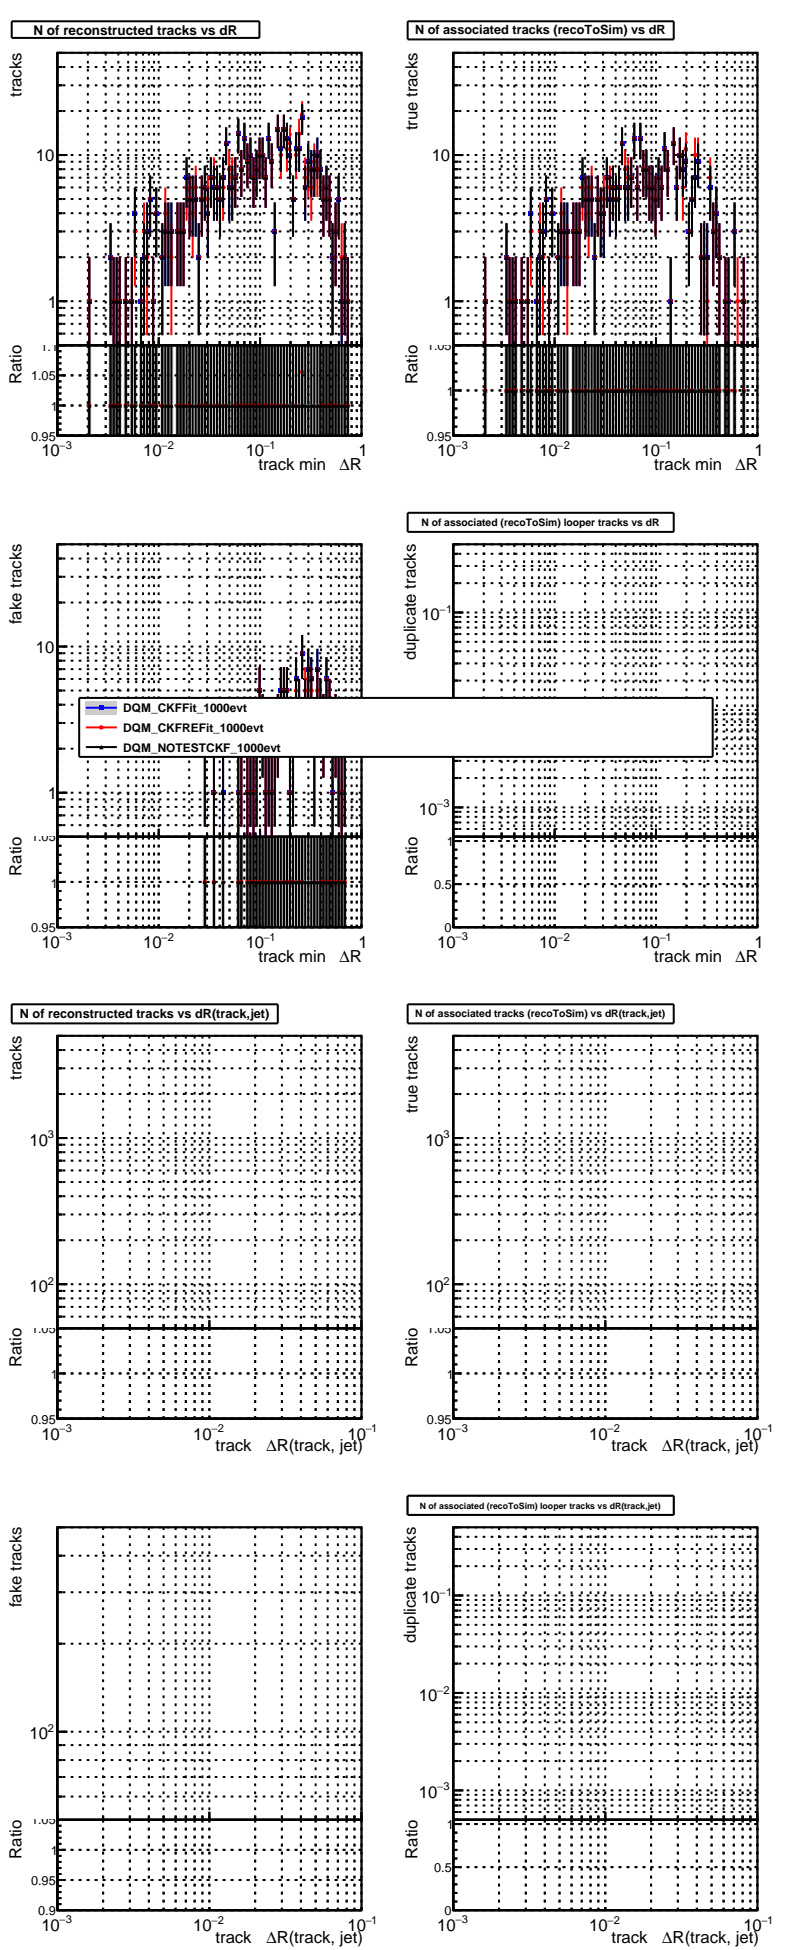 N of reconstructed tracks vs dR
tracks
10
1
Ratio
1.1
1.05
1
0.95
10−3
10−2
10−1
1
track min ΔR
N of associated tracks (recoToSim) vs dR
true tracks
10
1
Ratio
1.05
1
0.95
10−3
10−2
10−1
1
track min ΔR
fake tracks
10
1
Ratio
1.05
1
0.95
10−3
10−2
10−1
1
track min ΔR
N of associated (recoToSim) looper tracks vs dR
duplicate tracks
10−1
10−3
Ratio
1
0.5
0
10−3
10−2
10−1
1
track min ΔR
DQM_CKFFit_1000evt
DQM_CKFREFit_1000evt
DQM_NOTESTCKF_1000evt
N of reconstructed tracks vs dR(track,jet)
tracks
103
102
Ratio
1.05
1
0.95
10−3
10−2
10−1
track ΔR(track, jet)
N of associated tracks (recoToSim) vs dR(track,jet)
true tracks
103
102
Ratio
1.05
1
0.95
10−3
10−2
10−1
track ΔR(track, jet)
fake tracks
102
Ratio
1.05
1
0.95
0.9
10−3
10−2
10−1
track ΔR(track, jet)
N of associated (recoToSim) looper tracks vs dR(track,jet)
duplicate tracks
10−1
10−2
10−3
Ratio
1
0.5
0
10−3
10−2
10−1
track ΔR(track, jet)